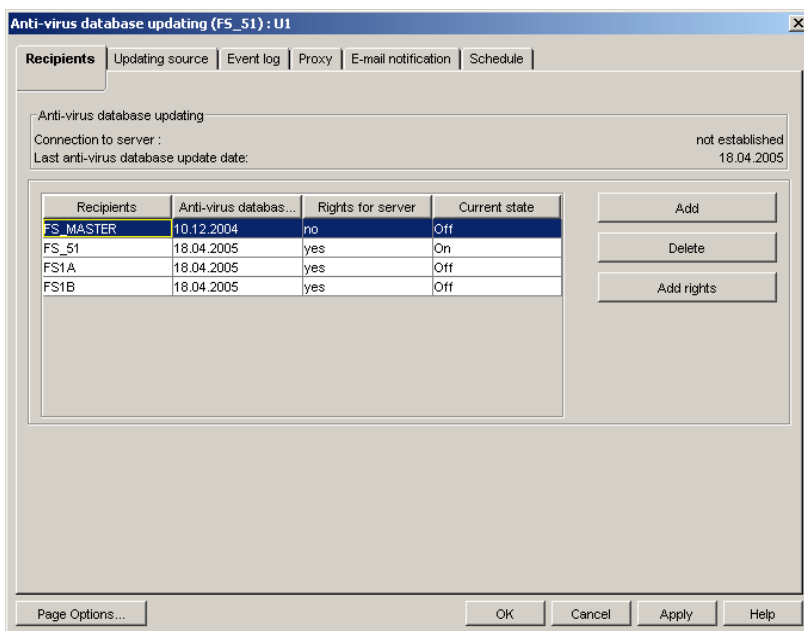 Anti-virus database updating (FS_51) : U1
Recipients Updating source Event log Proxy E-mail notification Schedule
Anti-virus database updating
Connection to server : not established
Last anti-virus database update date: 18.04.2005
Recipients Anti-virus databas... Rights for server Current state
FS_MASTER 10.12.2004 no Off
FS_51 18.04.2005 yes On
FS1A 18.04.2005 yes Off
FS1B 18.04.2005 yes Off
Add
Delete
Add rights
Page Options... OK Cancel Apply Help